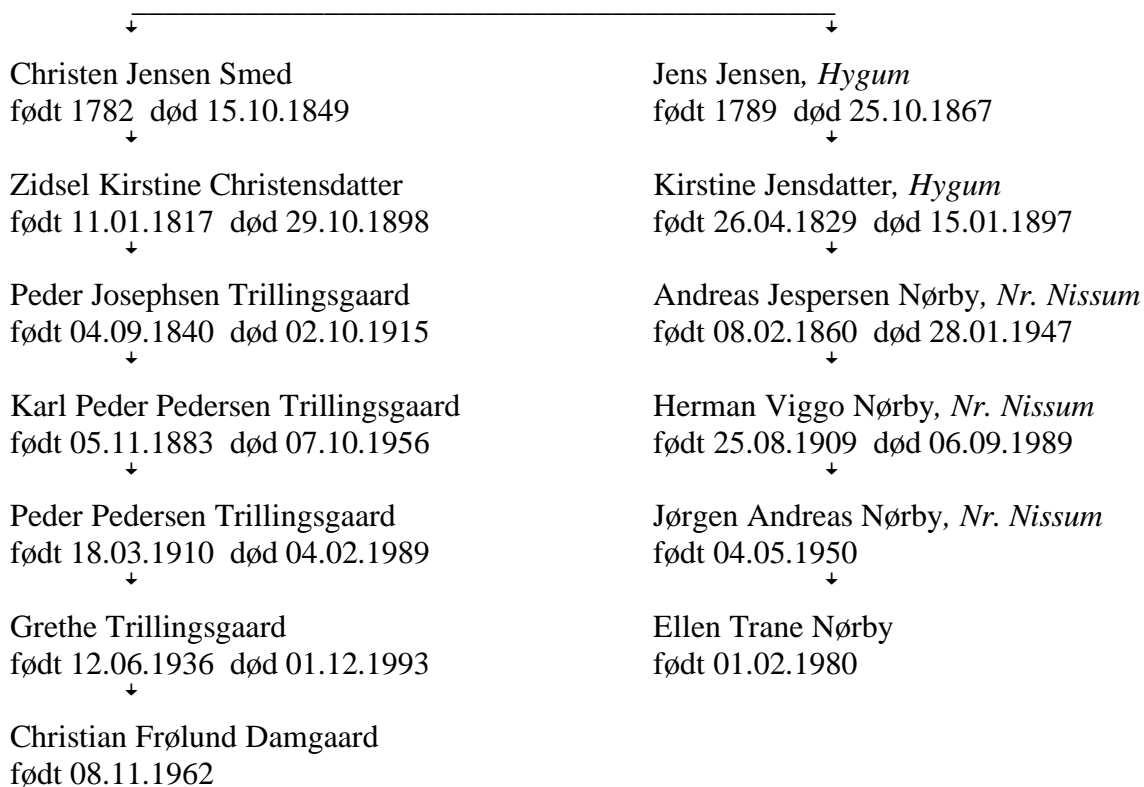 Christen Jensen Smed
født 1782 død 15.10.1849
Zidsel Kirstine Christensdatter
født 11.01.1817 død 29.10.1898
Peder Josephsen Trillingsgaard
født 04.09.1840 død 02.10.1915
Karl Peder Pedersen Trillingsgaard
født 05.11.1883 død 07.10.1956
Peder Pedersen Trillingsgaard
født 18.03.1910 død 04.02.1989
Grethe Trillingsgaard
født 12.06.1936 død 01.12.1993
Christian Frølund Damgaard
født 08.11.1962
Jens Jensen, Hygum
født 1789 død 25.10.1867
Kirstine Jensdatter, Hygum
født 26.04.1829 død 15.01.1897
Andreas Jespersen Nørby, Nr. Nissum
født 08.02.1860 død 28.01.1947
Herman Viggo Nørby, Nr. Nissum
født 25.08.1909 død 06.09.1989
Jørgen Andreas Nørby, Nr. Nissum
født 04.05.1950
Ellen Trane Nørby
født 01.02.1980